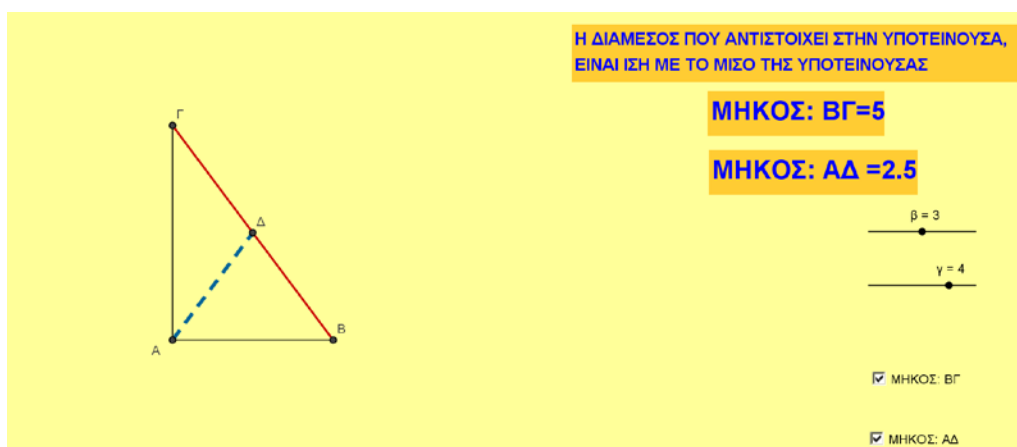 Η ΔΙΑΜΕΣΟΣ ΠΟΥ ΑΝΤΙΣΤΟΙΧΕΙ ΣΤΗΝ ΥΠΟΤΕΙΝΟΥΣΑ,
ΕΙΝΑΙ ΙΣΗ ΜΕ ΤΟ ΜΙΣΟ ΤΗΣ ΥΠΟΤΕΙΝΟΥΣΑΣ
ΜΗΚΟΣ: ΒΓ=5
ΜΗΚΟΣ: ΑΔ =2.5
Γ
Δ
Α
Β
β = 3
γ = 4
ΜΗΚΟΣ: ΒΓ
ΜΗΚΟΣ: ΑΔ